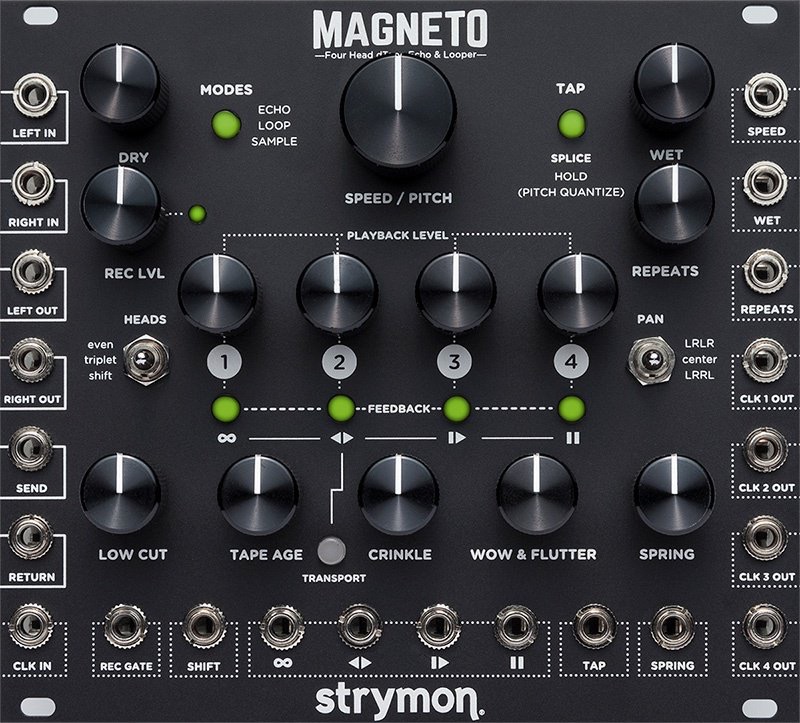 MAGNETO
Four Head dTape Echo & Looper
MODES
ECHO
LOOP
SAMPLE
TAP
SPLICE
HOLD
(PITCH QUANTIZE)
LEFT IN
DRY
SPEED / PITCH
WET
SPEED
RIGHT IN
REC LVL
PLAYBACK LEVEL
REPEATS
WET
LEFT OUT
REPEATS
HEADS
even
triplet
shift
1
2
3
4
PAN
LRLR
center
LRRL
RIGHT OUT
CLK 1 OUT
FEEDBACK
SEND
CLK 2 OUT
LOW CUT
TAPE AGE
CRINKLE
WOW & FLUTTER
SPRING
TRANSPORT
RETURN
CLK 3 OUT
CLK IN
REC GATE
SHIFT
∞
TAP
SPRING
CLK 4 OUT
strymon®